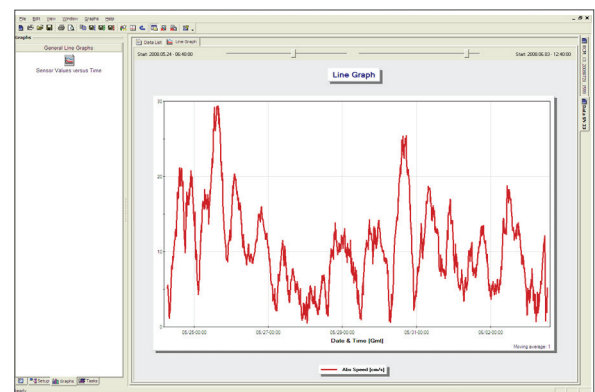 File Edit View Window Graphs Help
Graphs
General Line Graphs
Sensor Values versus Time
Data List Line Graph
Start: 2008.05.24 - 06:40:00
Start: 2008.06.03 - 12:40:00
Line Graph
30
20
10
0
05/25-00:00 05/27-00:00 05/29-00:00 05/31-00:00 06/02-00:00
Date & Time [Gmt]
Moving average: 1
Abs Speed [cm/s]
Setup Graphs Tests
Ready